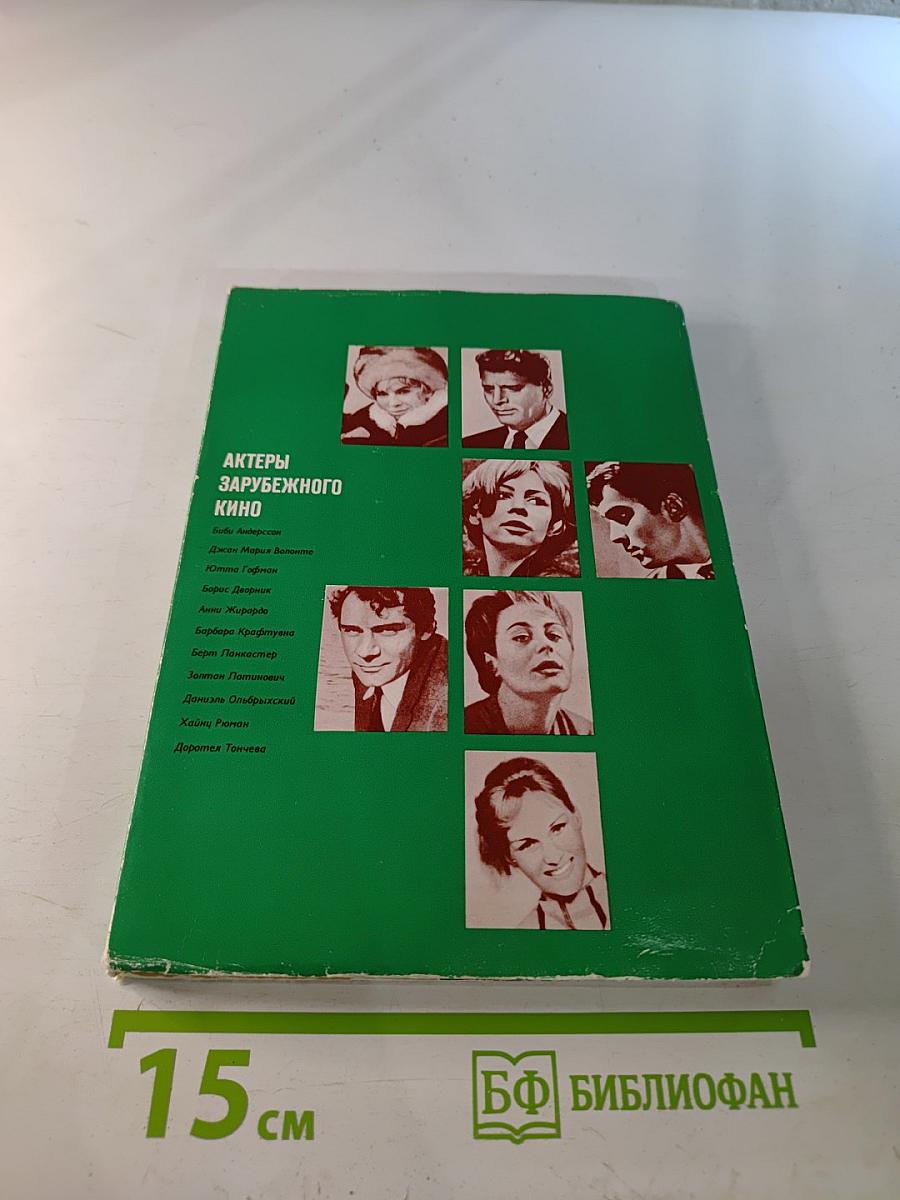 АКТЕРЫ
ЗАРУБЕЖНОГО
КИНО
Биби Андерссон
Джан Мария Волонте
Ютта Гофман
Борис Дворник
Анни Жирардо
Барбара Крафтувна
Берт Ланкастер
Золтан Латинович
Даниэль Ольбрыхский
Хайнц Рюман
Доротея Тончева
15 см
БФ БИБЛИОФАН